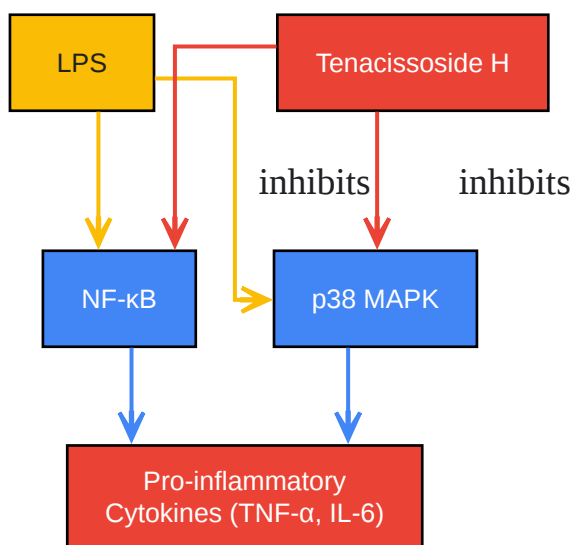 LPS
Tenacissoside H
inhibits
inhibits
NF-κB
p38 MAPK
Pro-inflammatory
Cytokines (TNF-α, IL-6)